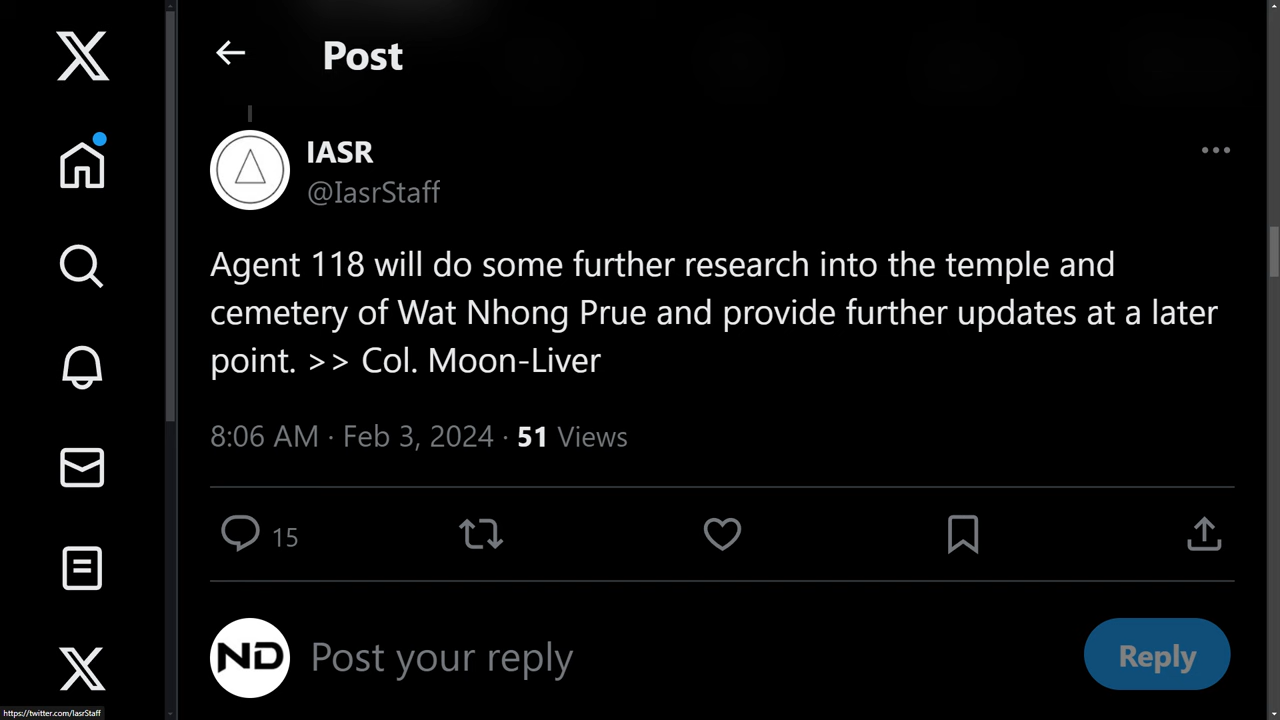 Post
IASR
@IasrStaff
Agent 118 will do some further research into the temple and
cemetery of Wat Nhong Prue and provide further updates at a later
point. >> Col. Moon-Liver
8:06 AM · Feb 3, 2024 · 51 Views
15
ND
Post your reply
Reply
https://twitter.com/IasrStaff